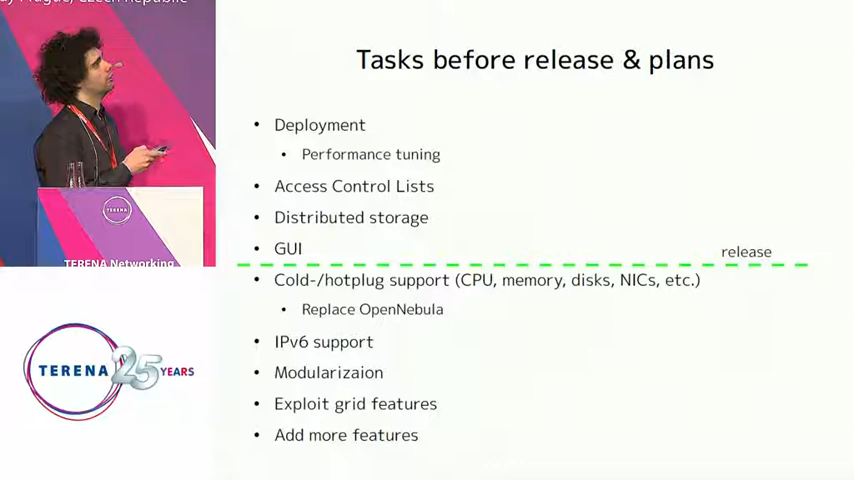 Prague, Czech Republic
TERENA
TERENA Networking
TERENA 25 YEARS
Tasks before release & plans
• Deployment
• Performance tuning
• Access Control Lists
• Distributed storage
• GUI
release
• Cold-/hotplug support (CPU, memory, disks, NICs, etc.)
• Replace OpenNebula
• IPv6 support
• Modularizaion
• Exploit grid features
• Add more features